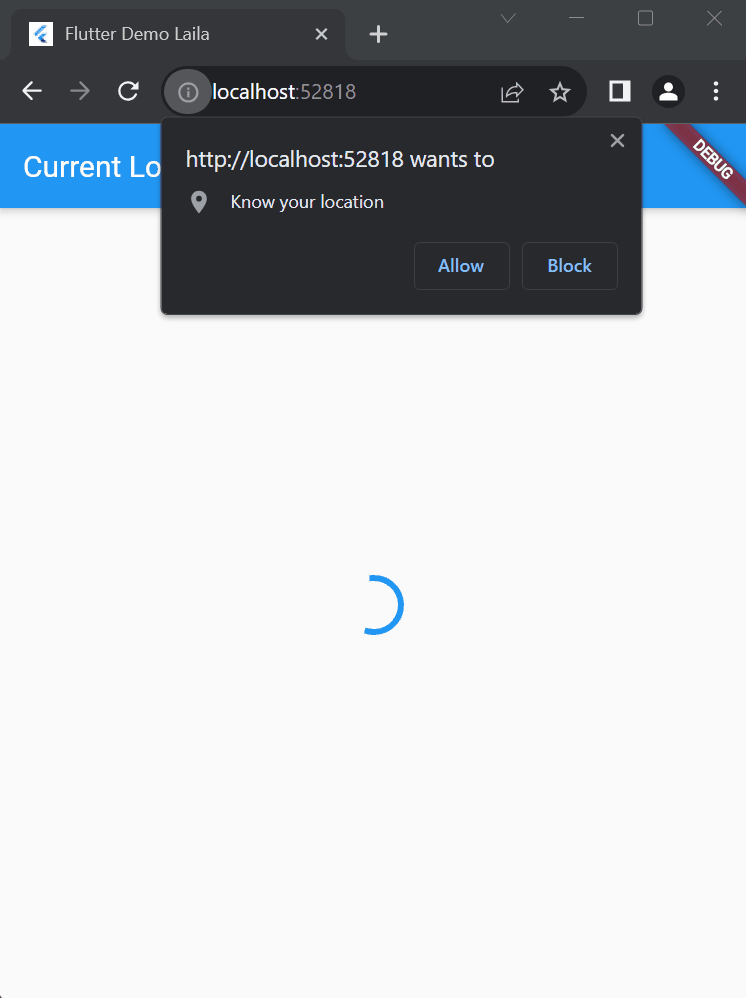 Flutter Demo Laila
localhost:52818
Current Lo
DEBUG
http://localhost:52818 wants to
Know your location
Allow
Block